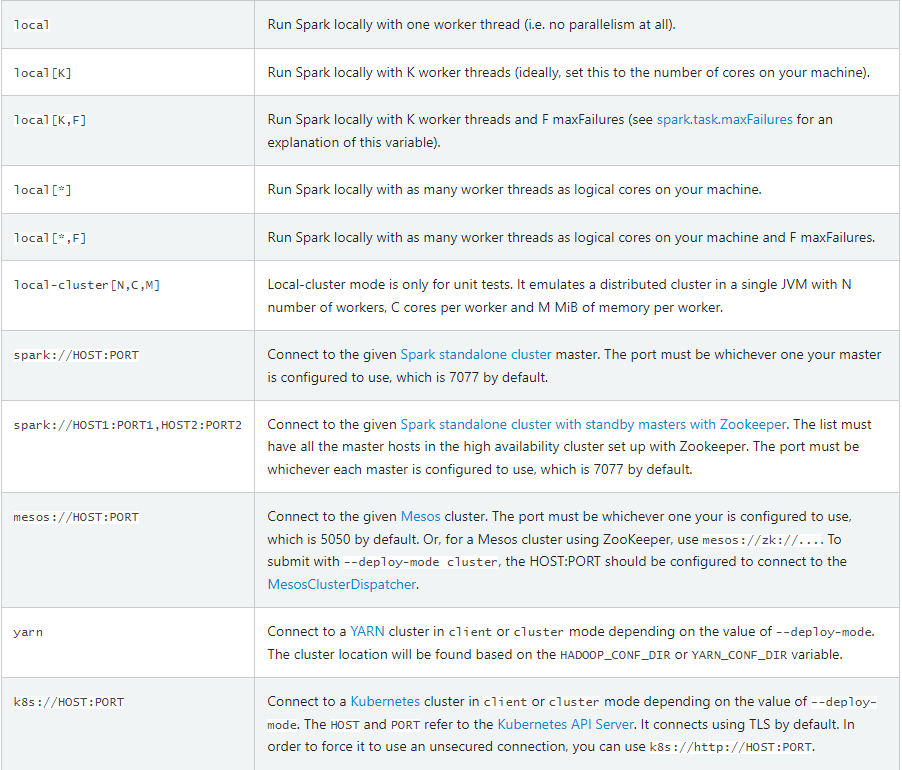 local
Run Spark locally with one worker thread (i.e. no parallelism at all).
local[K]
Run Spark locally with K worker threads (ideally, set this to the number of cores on your machine).
local[K,F]
Run Spark locally with K worker threads and F maxFailures (see spark.task.maxFailures for an
explanation of this variable).
local[*]
Run Spark locally with as many worker threads as logical cores on your machine.
local[*,F]
Run Spark locally with as many worker threads as logical cores on your machine and F maxFailures.
local-cluster[N,C,M]
Local-cluster mode is only for unit tests. It emulates a distributed cluster in a single JVM with N
number of workers, C cores per worker and M MiB of memory per worker.
spark://HOST:PORT
Connect to the given Spark standalone cluster master. The port must be whichever one your master
is configured to use, which is 7077 by default.
spark://HOST1:PORT1,HOST2:PORT2
Connect to the given Spark standalone cluster with standby masters with Zookeeper. The list must
have all the master hosts in the high availability cluster set up with Zookeeper. The port must be
whichever each master is configured to use, which is 7077 by default.
mesos://HOST:PORT
Connect to the given Mesos cluster. The port must be whichever one your is configured to use,
which is 5050 by default. Or, for a Mesos cluster using ZooKeeper, use mesos://zk://.... To
submit with --deploy-mode cluster, the HOST:PORT should be configured to connect to the
MesosClusterDispatcher.
yarn
Connect to a YARN cluster in client or cluster mode depending on the value of --deploy-mode.
The cluster location will be found based on the HADOOP_CONF_DIR or YARN_CONF_DIR variable.
k8s://HOST:PORT
Connect to a Kubernetes cluster in client or cluster mode depending on the value of --deploy-
mode. The HOST and PORT refer to the Kubernetes API Server. It connects using TLS by default. In
order to force it to use an unsecured connection, you can use k8s://http://HOST:PORT.